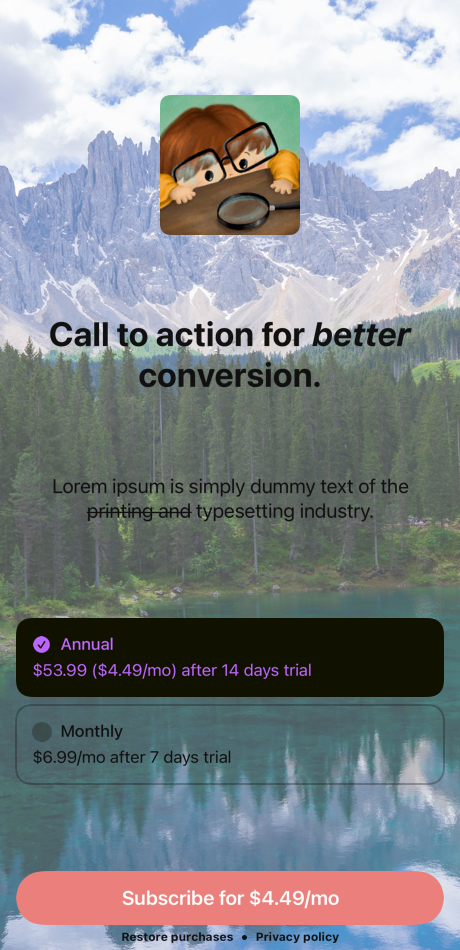 Call to action for better
conversion.
Lorem ipsum is simply dummy text of the
printing and typesetting industry.
Annual
$53.99 ($4.49/mo) after 14 days trial
Monthly
$6.99/mo after 7 days trial
Subscribe for $4.49/mo
Restore purchases • Privacy policy